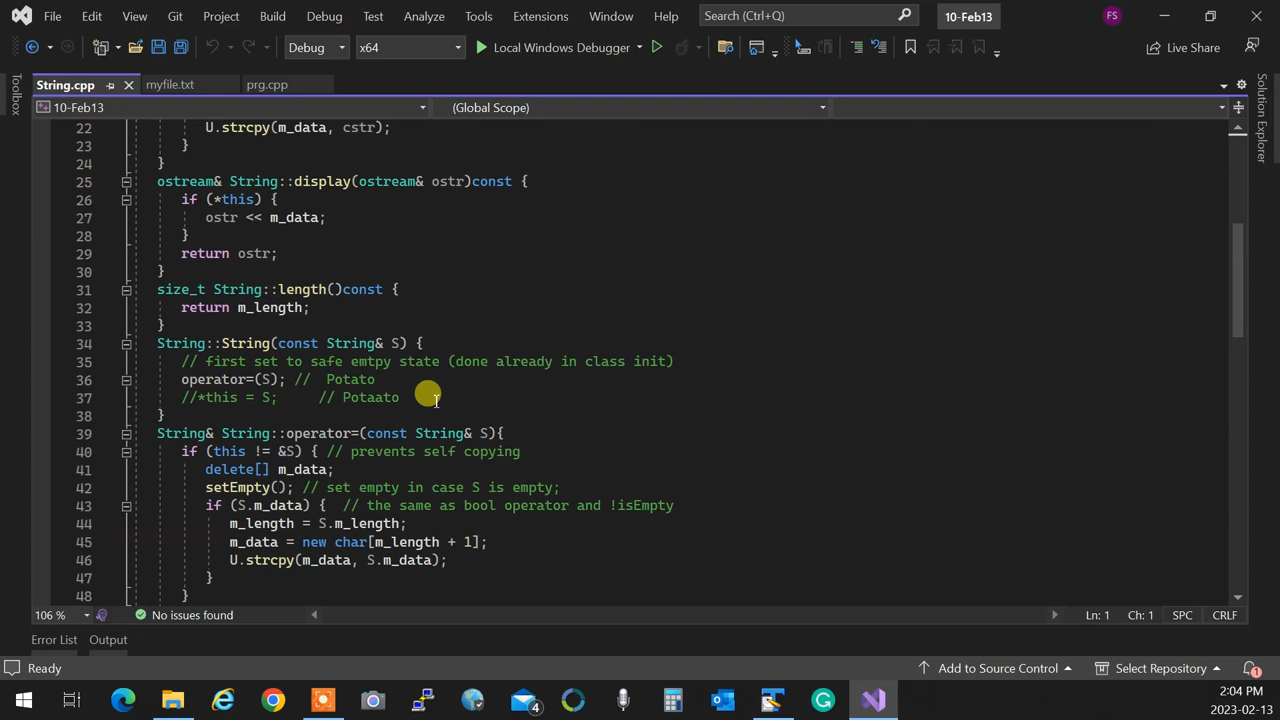 File Edit View Git Project Build Debug Test Analyze Tools Extensions Window Help Search (Ctrl+Q) 10-Feb13 FS
Debug x64 Local Windows Debugger Live Share
Toolbox
String.cpp myfile.txt prg.cpp
Solution Explorer
10-Feb13 (Global Scope)
22 U.strcpy(m_data, cstr);
23 }
24 }
25 ostream& String::display(ostream& ostr)const {
26 if (*this) {
27 ostr << m_data;
28 }
29 return ostr;
30 }
31 size_t String::length()const {
32 return m_length;
33 }
34 String::String(const String& S) {
35 // first set to safe emtpy state (done already in class init)
36 operator=(S); // Potato
37 //*this = S; // Potaato
38 }
39 String& String::operator=(const String& S){
40 if (this != &S) { // prevents self copying
41 delete[] m_data;
42 setEmpty(); // set empty in case S is empty;
43 if (S.m_data) { // the same as bool operator and !isEmpty
44 m_length = S.m_length;
45 m_data = new char[m_length + 1];
46 U.strcpy(m_data, S.m_data);
47 }
48 }
106 % No issues found Ln: 1 Ch: 1 SPC CRLF
Error List Output
Ready Add to Source Control Select Repository 1
4
2:04 PM
2023-02-13